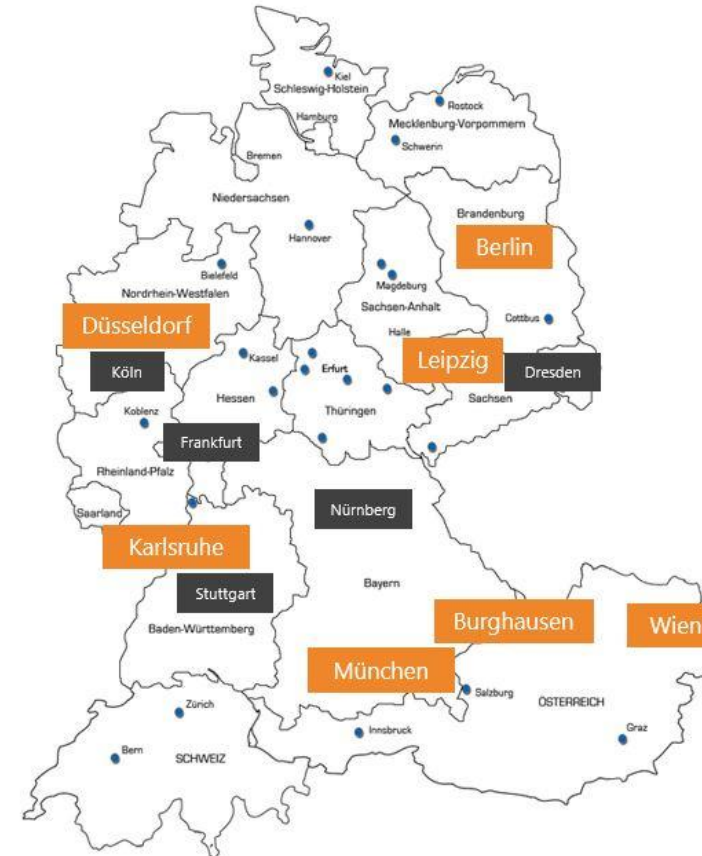 Kiel
Schleswig-Holstein
Rostock
Hamburg
Mecklenburg-Vorpommern
Schwerin
Bremen
Niedersachsen
Brandenburg
Hannover
Berlin
Bielefeld
Magdeburg
Nordrhein-Westfalen
Sachsen-Anhalt
Cottbus
Düsseldorf
Halle
Kassel
Leipzig
Erfurt
Köln
Dresden
Hessen
Sachsen
Koblenz
Thüringen
Frankfurt
Rheinland-Pfalz
Saarland
Nürnberg
Karlsruhe
Bayern
Stuttgart
Burghausen
Wien
Baden-Württemberg
München
Salzburg
ÖSTERREICH
Zürich
Innsbruck
Graz
Bern
SCHWEIZ